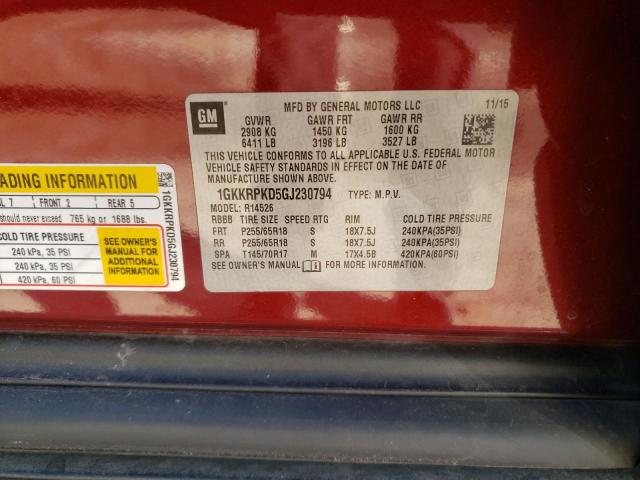 GM
MFD BY GENERAL MOTORS LLC 11/15
GVWR GAWR FRT GAWR RR
2908 KG 1450 KG 1600 KG
6411 LB 3196 LB 3527 LB
THIS VEHICLE CONFORMS TO ALL APPLICABLE U.S. FEDERAL MOTOR
VEHICLE SAFETY STANDARDS IN EFFECT ON THE DATE OF
MANUFACTURE SHOWN ABOVE.
1GKKRPKD5GJ230794 TYPE: M.P.V.
MODEL: R14526
RBBB TIRE SIZE SPEED RTG RIM COLD TIRE PRESSURE
FRT P255/65R18 S 18X7.5J 240KPA(35PSI)
RR P255/65R18 S 18X7.5J 240KPA(35PSI)
SPA T145/70R17 M 17X4.5B 420KPA(60PSI)
SEE OWNER'S MANUAL FOR MORE INFORMATION.
ADING INFORMATION
L 7 FRONT 2 REAR 5
should never exceed 765 kg or 1688 lbs.
COLD TIRE PRESSURE
240 kPa, 35 PSI
240 kPa, 35 PSI
420 kPa, 60 PSI
SEE OWNER'S
MANUAL FOR
ADDITIONAL
INFORMATION
1GKKRPKD5GJ230794